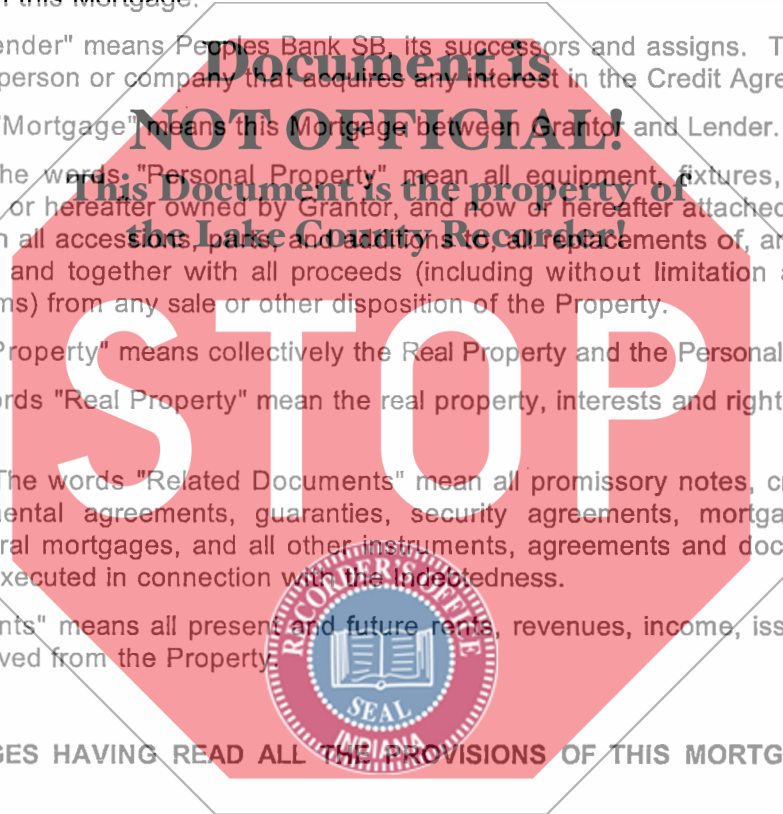 this Mortgage.
ender" means Peoples Bank SB, its successors and assigns. T
person or company that acquires any interest in the Credit Agre
"Mortgage" means this Mortgage between Grantor and Lender.
he words "Personal Property" mean all equipment, fixtures,
or hereafter owned by Grantor, and now or hereafter attached
all accessions, parts, and additions to, all replacements of, an
and together with all proceeds (including without limitation a
ms) from any sale or other disposition of the Property.
Property" means collectively the Real Property and the Personal
rds "Real Property" mean the real property, interests and right
The words "Related Documents" mean all promissory notes, cr
ental agreements, guaranties, security agreements, mortga
ral mortgages, and all other instruments, agreements and doc
xecuted in connection with the Indebtedness.
nts" means all present and future rents, revenues, income, iss
ved from the Property.
GES HAVING READ ALL THE PROVISIONS OF THIS MORTG
Document is
NOT OFFICIAL!
This Document is the property of
the Lake County Recorder!
STOP
RECORDER'S OFFICE
SEAL
INDIANA